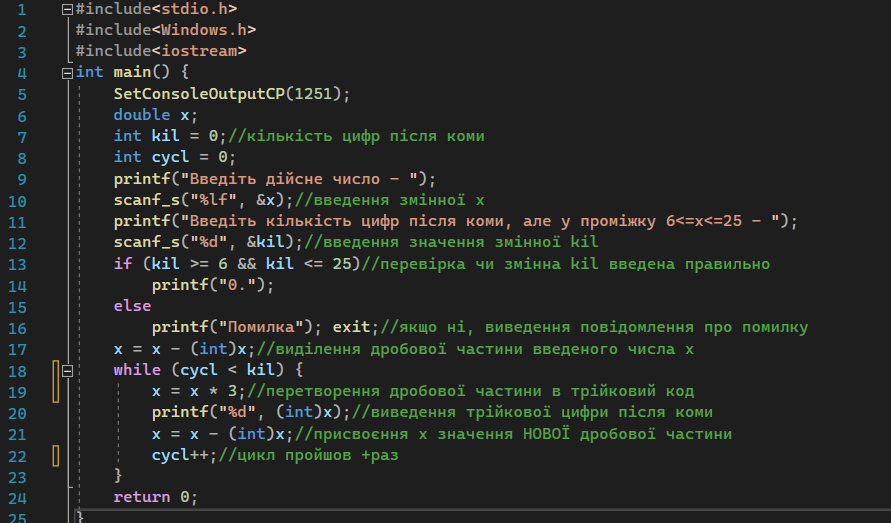 1 #include<stdio.h>
2 #include<Windows.h>
3 #include<iostream>
4 int main() {
5 SetConsoleOutputCP(1251);
6 double x;
7 int kil = 0;//кількість цифр після коми
8 int cycl = 0;
9 printf("Введіть дійсне число - ");
10 scanf_s("%lf", &x);//введення змінної x
11 printf("Введіть кількість цифр після коми, але у проміжку 6<=x<=25 - ");
12 scanf_s("%d", &kil);//введення значення змінної kil
13 if (kil >= 6 && kil <= 25)//перевірка чи змінна kil введена правильно
14 printf("0.");
15 else
16 printf("Помилка"); exit;//якщо ні, виведення повідомлення про помилку
17 x = x - (int)x;//виділення дробової частини введеного числа x
18 while (cycl < kil) {
19 x = x * 3;//перетворення дробової частини в трійковий код
20 printf("%d", (int)x);//виведення трійкової цифри після коми
21 x = x - (int)x;//присвоєння x значення НОВОЇ дробової частини
22 cycl++;//цикл пройшов +раз
23 }
24 return 0;
25 }